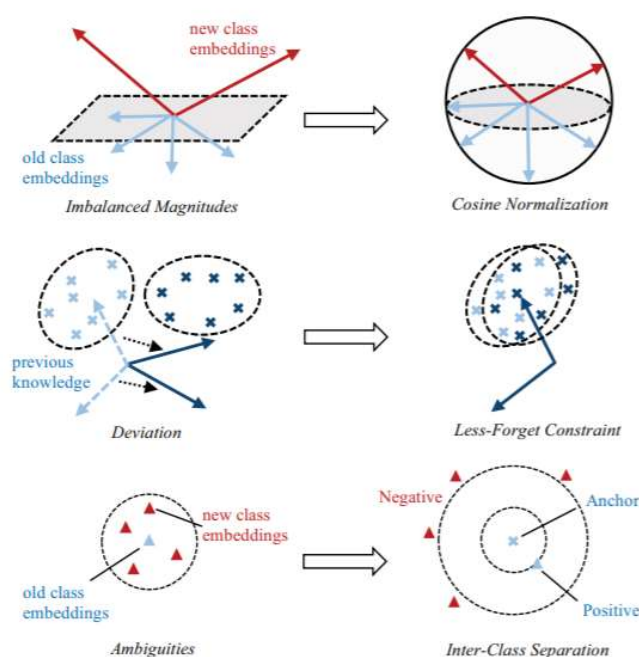 new class
embeddings
old class
embeddings
Imbalanced Magnitudes
Cosine Normalization
previous
knowledge
Deviation
Less-Forget Constraint
new class
embeddings
old class
embeddings
Ambiguities
Negative
Anchor
Positive
Inter-Class Separation